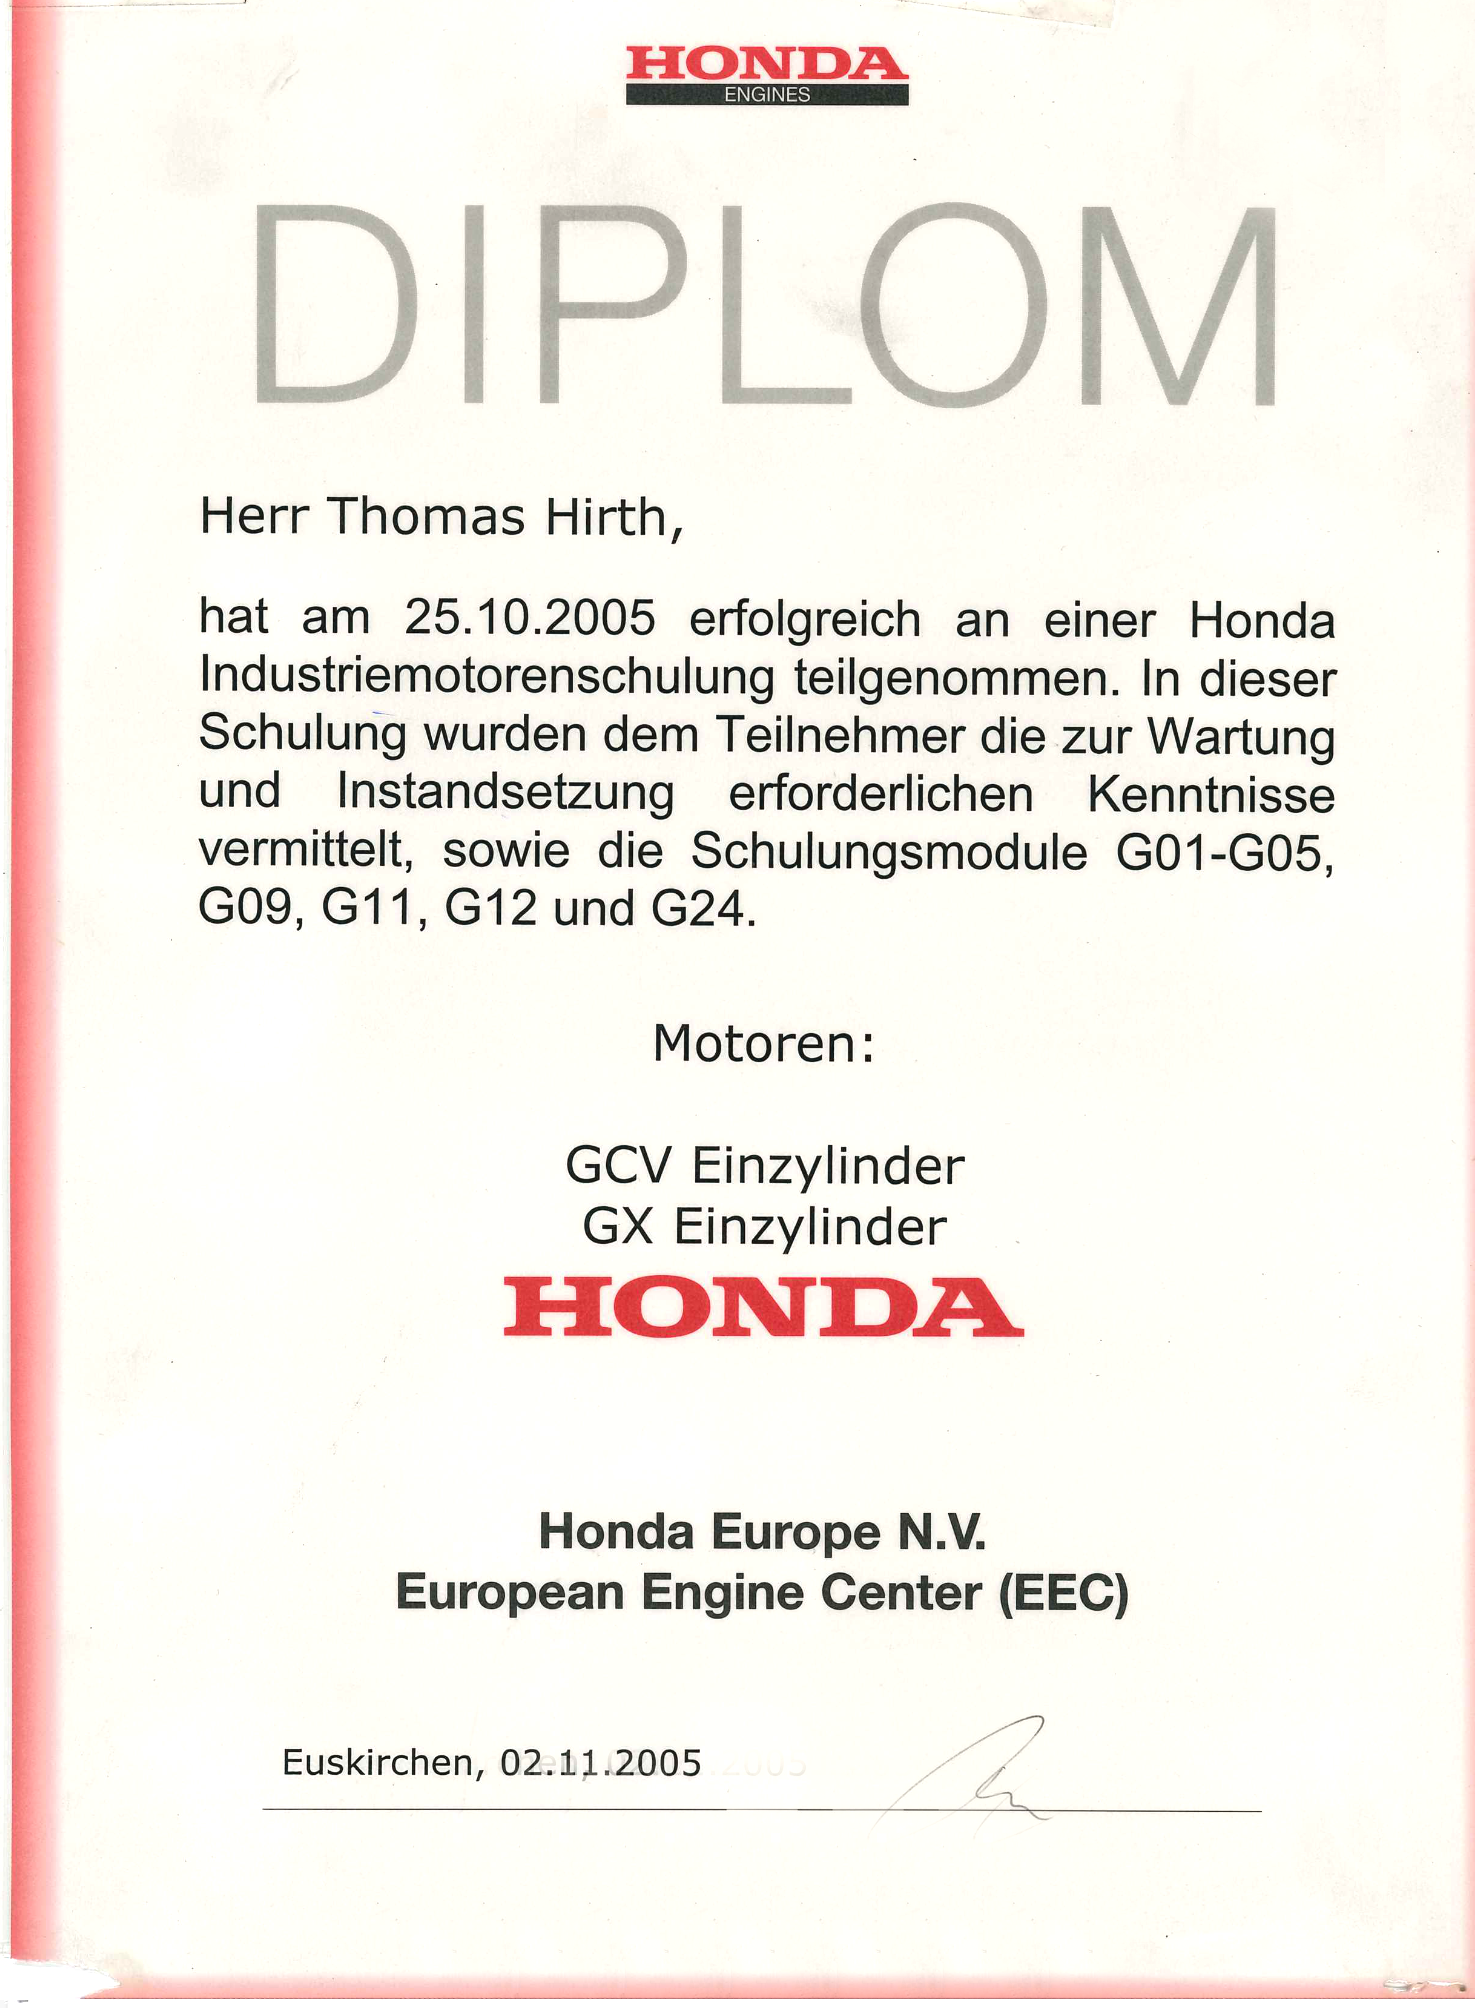 HONDA
ENGINES
DIPLOM
Herr Thomas Hirth,
hat am 25.10.2005 erfolgreich an einer Honda
Industriemotorenschulung teilgenommen. In dieser
Schulung wurden dem Teilnehmer die zur Wartung
und Instandsetzung erforderlichen Kenntnisse
vermittelt, sowie die Schulungsmodule G01-G05,
G09, G11, G12 und G24.
Motoren:
GCV Einzylinder
GX Einzylinder
HONDA
Honda Europe N.V.
European Engine Center (EEC)
Euskirchen, 02.11.2005